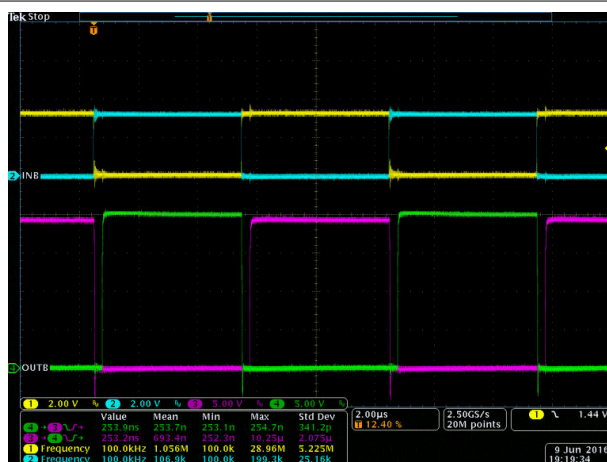 Tek Stop
T
T
2 INB
4 OUTB
1 2.00 V 2 2.00 V 3 5.00 V 4 5.00 V
Value Mean Min Max Std Dev
253.9ns 253.7n 253.1n 254.7n 341.2p
253.2ns 693.4n 252.3n 10.25µ 2.075µ
1 Frequency 100.0kHz 1.056M 100.0k 28.96M 5.225M
2 Frequency 100.0kHz 106.9k 100.0k 199.3k 25.16k
2.00µs
T 12.40 %
2.50GS/s
20M points
1 1.44 V
9 Jun 2016
19:19:34